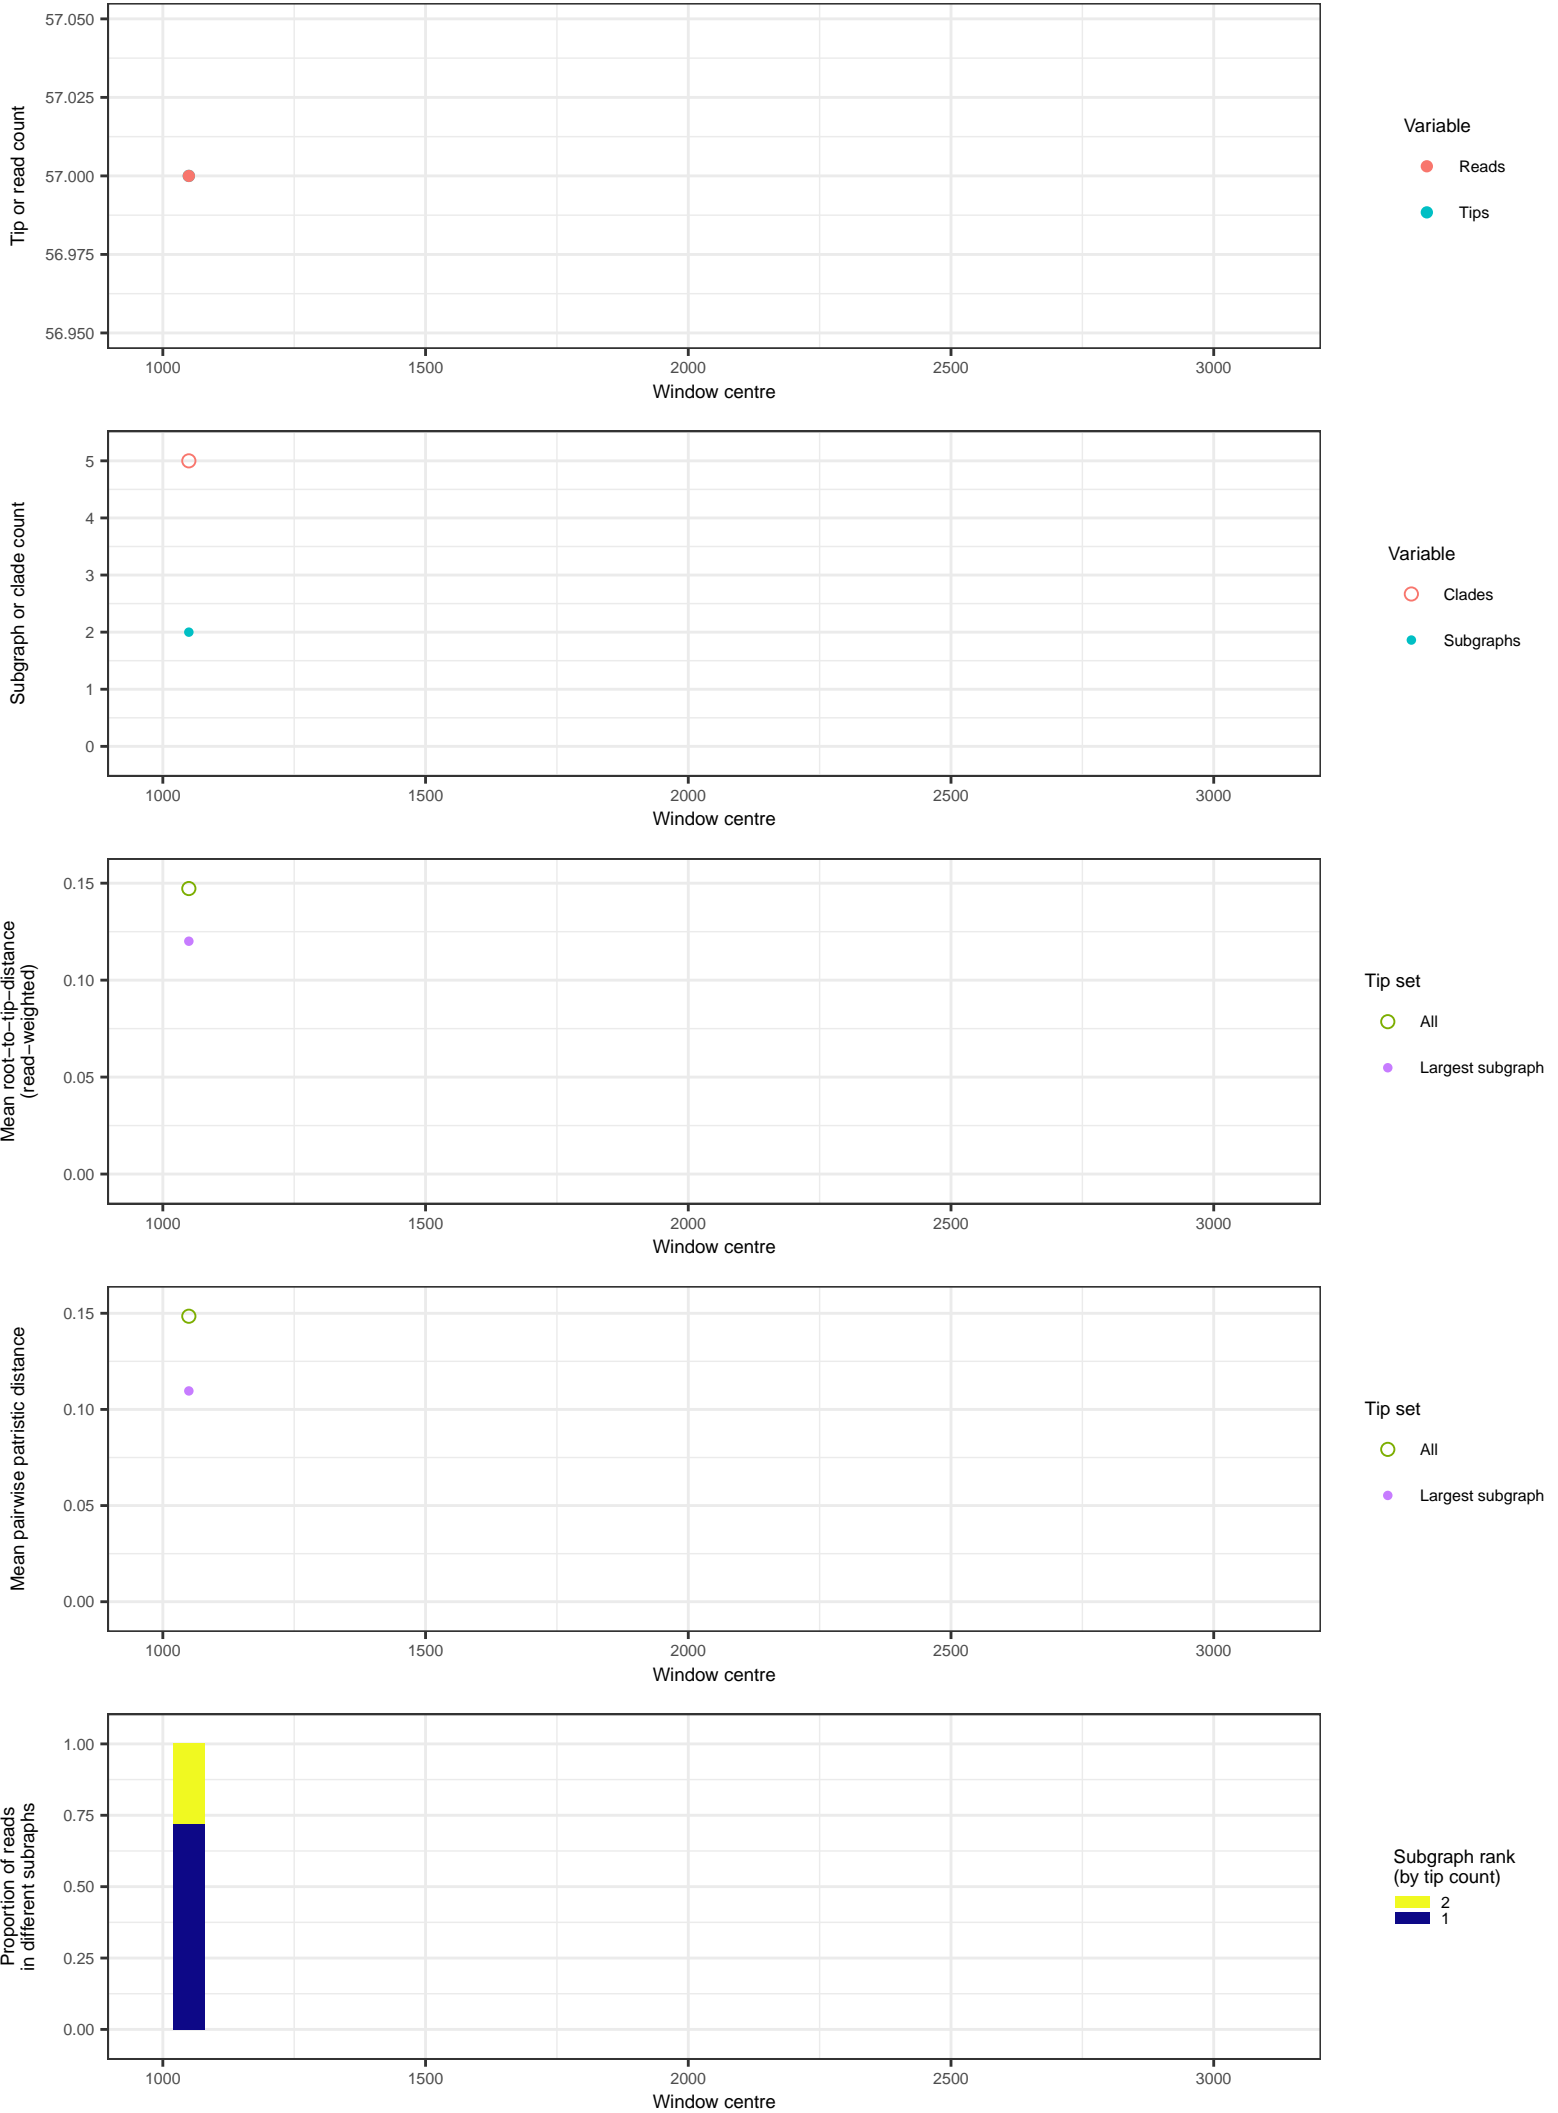 57.050
57.025
57.000
56.975
56.950
Tip or read count
1000 1500 2000 2500 3000
Window centre
Variable
Reads
Tips
5
4
3
2
1
0
Subgraph or clade count
1000 1500 2000 2500 3000
Window centre
Variable
Clades
Subgraphs
0.15
0.10
0.05
0.00
Mean root−to−tip−distance
(read−weighted)
1000 1500 2000 2500 3000
Window centre
Tip set
All
Largest subgraph
0.15
0.10
0.05
0.00
Mean pairwise patristic distance
1000 1500 2000 2500 3000
Window centre
Tip set
All
Largest subgraph
1.00
0.75
0.50
0.25
0.00
Proportion of reads
in different subraphs
1000 1500 2000 2500 3000
Window centre
Subgraph rank
(by tip count)
2
1